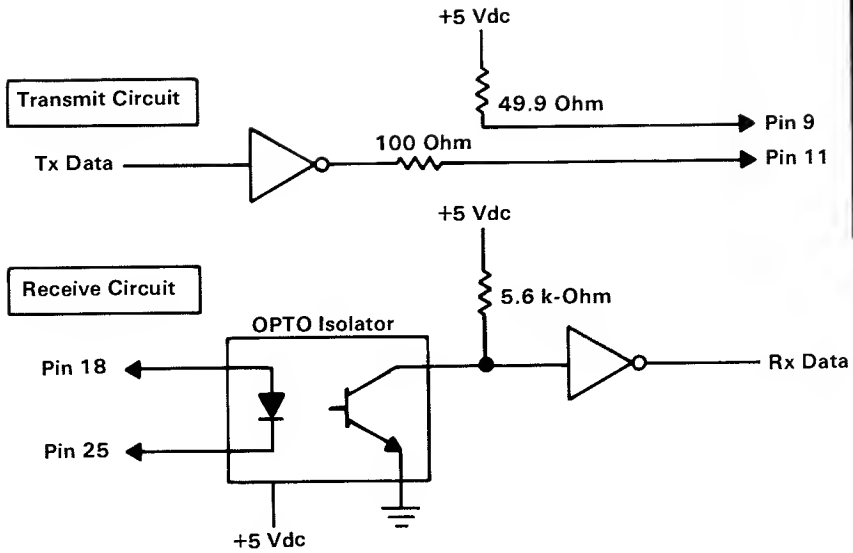 +5 Vdc
Transmit Circuit
49.9 Ohm
Pin 9
100 Ohm
Tx Data
Pin 11
+5 Vdc
Receive Circuit
5.6 k-Ohm
OPTO Isolator
Pin 18
Rx Data
Pin 25
+5 Vdc